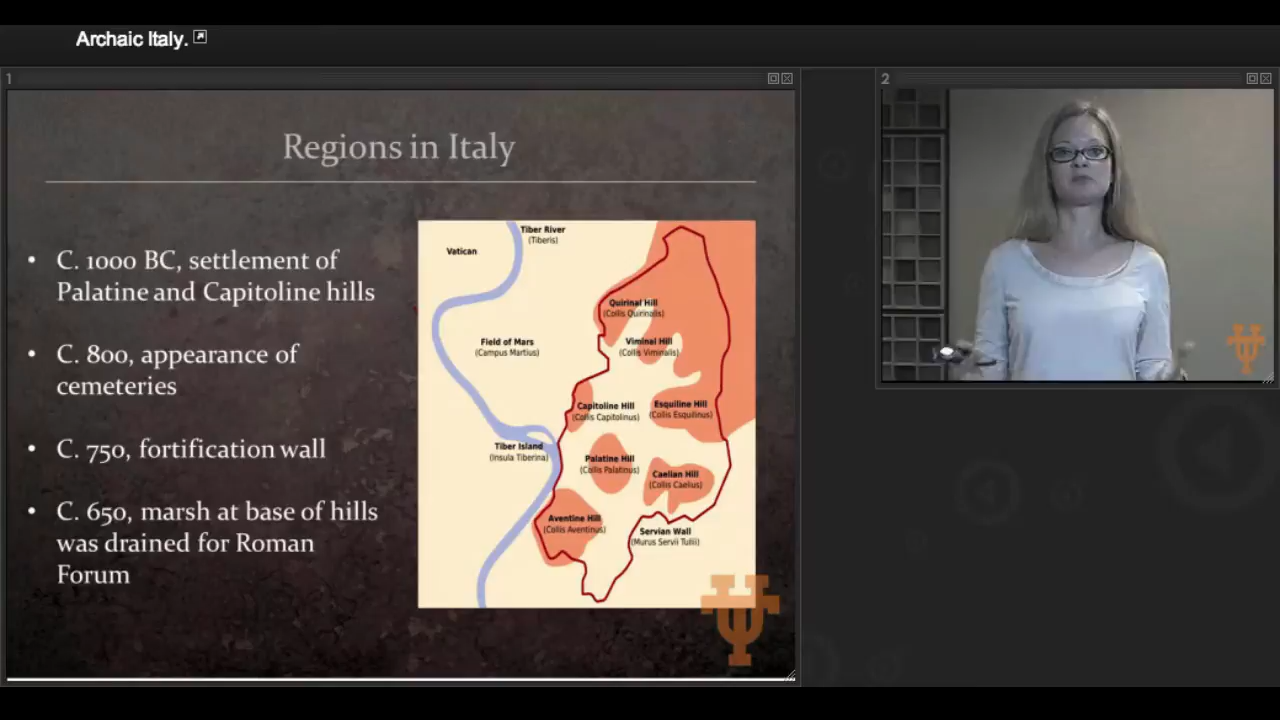 Archaic Italy.
1
2
Regions in Italy
• C. 1000 BC, settlement of
Palatine and Capitoline hills
• C. 800, appearance of
cemeteries
• C. 750, fortification wall
• C. 650, marsh at base of hills
was drained for Roman
Forum
Tiber River
(Tiberis)
Vatican
Quirinal Hill
(Collis Quirinalis)
Field of Mars
(Campus Martius)
Viminal Hill
(Collis Viminalis)
Capitoline Hill
(Collis Capitolinus)
Esquiline Hill
(Collis Esquilinus)
Tiber Island
(Insula Tiberina)
Palatine Hill
(Collis Palatinus)
Caelian Hill
(Collis Caelius)
Aventine Hill
(Collis Aventinus)
Servian Wall
(Murus Servii Tullii)
UT
UT